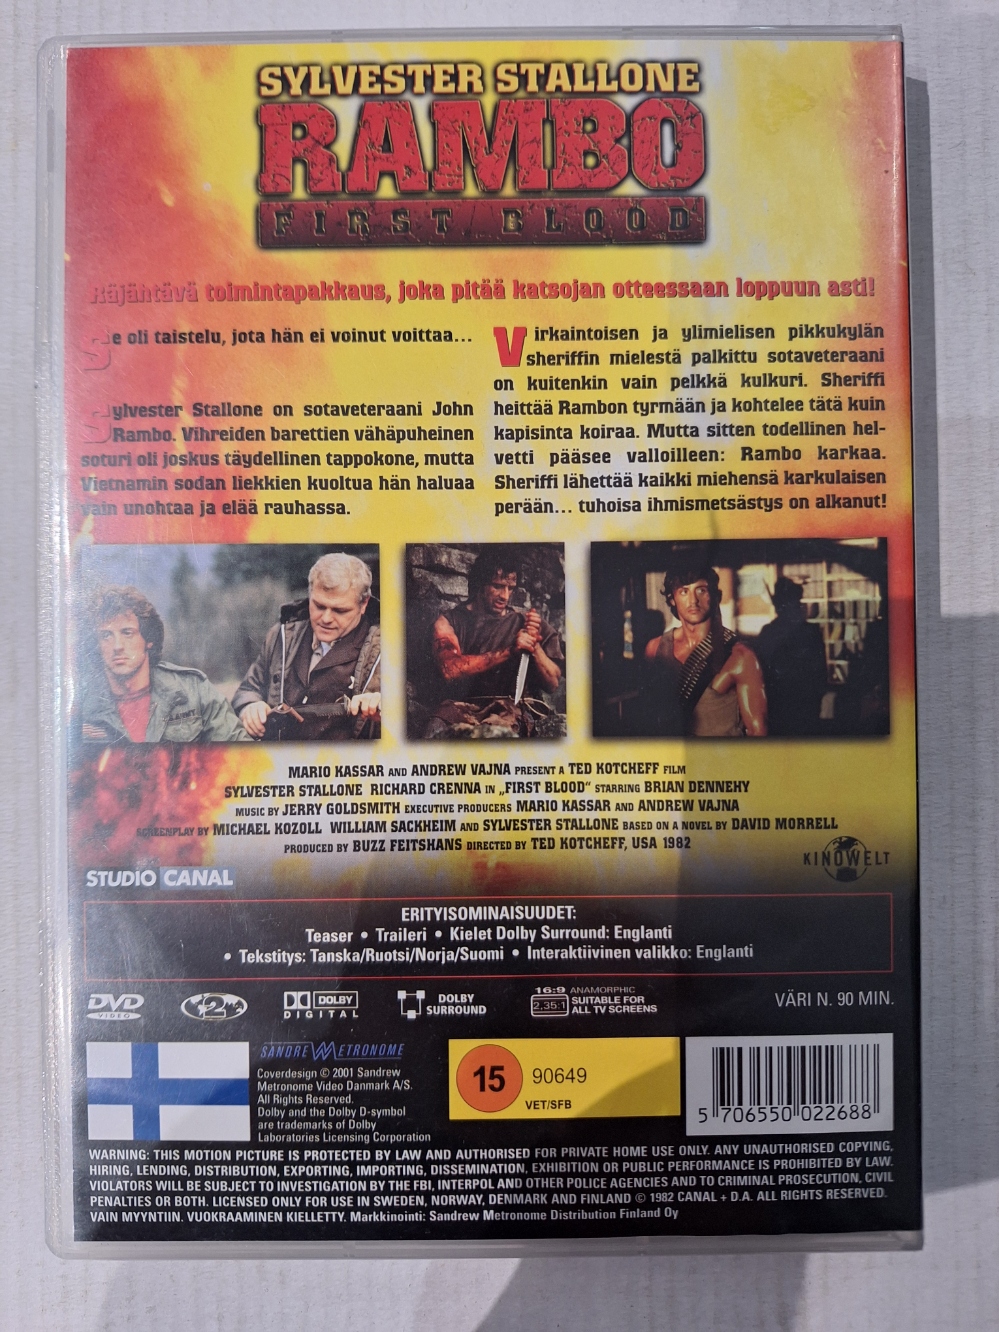 SYLVESTER STALLONE
RAMBO
FIRST BLOOD
Räjähtävä toimintapakkaus, joka pitää katsojan otteessaan loppuun asti!
Se oli taistelu, jota hän ei voinut voittaa...
Sylvester Stallone on sotaveteraani John
Rambo. Vihreiden barettien vähäpuheinen
soturi oli joskus täydellinen tappokone, mutta
Vietnamin sodan liekkien kuoltua hän haluaa
vain unohtaa ja elää rauhassa.
Virkaintoisen ja ylimielisen pikkukylän
sheriffin mielestä palkittu sotaveteraani
on kuitenkin vain pelkkä kulkuri. Sheriffi
heittää Rambon tyrmään ja kohtelee tätä kuin
kapisinta koiraa. Mutta sitten todellinen hel-
vetti pääsee valloilleen: Rambo karkaa.
Sheriffi lähettää kaikki miehensä karkulaisen
perään... tuhoisa ihmismetsästys on alkanut!
MARIO KASSAR AND ANDREW VAJNA PRESENT A TED KOTCHEFF FILM
SYLVESTER STALLONE RICHARD CRENNA IN „FIRST BLOOD" STARRING BRIAN DENNEHY
MUSIC BY JERRY GOLDSMITH EXECUTIVE PRODUCERS MARIO KASSAR AND ANDREW VAJNA
SCREENPLAY BY MICHAEL KOZOLL WILLIAM SACKHEIM AND SYLVESTER STALLONE BASED ON A NOVEL BY DAVID MORRELL
PRODUCED BY BUZZ FEITSHANS DIRECTED BY TED KOTCHEFF, USA 1982
KINOWELT
STUDIO CANAL
ERITYISOMINAISUUDET:
Teaser • Traileri • Kielet Dolby Surround: Englanti
• Tekstitys: Tanska/Ruotsi/Norja/Suomi • Interaktiivinen valikko: Englanti
DVD VIDEO
2
DOLBY DIGITAL
DOLBY SURROUND
16:9 ANAMORPHIC
2.35:1 SUITABLE FOR ALL TV SCREENS
VÄRI N. 90 MIN.
SANDREW METRONOME
Coverdesign © 2001 Sandrew
Metronome Video Danmark A/S.
All Rights Reserved.
Dolby and the Dolby D-symbol
are trademarks of Dolby
Laboratories Licensing Corporation
15
90649
VET/SFB
5 706550 022688
WARNING: THIS MOTION PICTURE IS PROTECTED BY LAW AND AUTHORISED FOR PRIVATE HOME USE ONLY. ANY UNAUTHORISED COPYING,
HIRING, LENDING, DISTRIBUTION, EXPORTING, IMPORTING, DISSEMINATION, EXHIBITION OR PUBLIC PERFORMANCE IS PROHIBITED BY LAW.
VIOLATORS WILL BE SUBJECT TO INVESTIGATION BY THE FBI, INTERPOL AND OTHER POLICE AGENCIES AND TO CRIMINAL PROSECUTION, CIVIL
PENALTIES OR BOTH. LICENSED ONLY FOR USE IN SWEDEN, NORWAY, DENMARK AND FINLAND © 1982 CANAL + D.A. ALL RIGHTS RESERVED.
VAIN MYYNTIIN. VUOKRAAMINEN KIELLETTY. Markkinointi: Sandrew Metronome Distribution Finland Oy